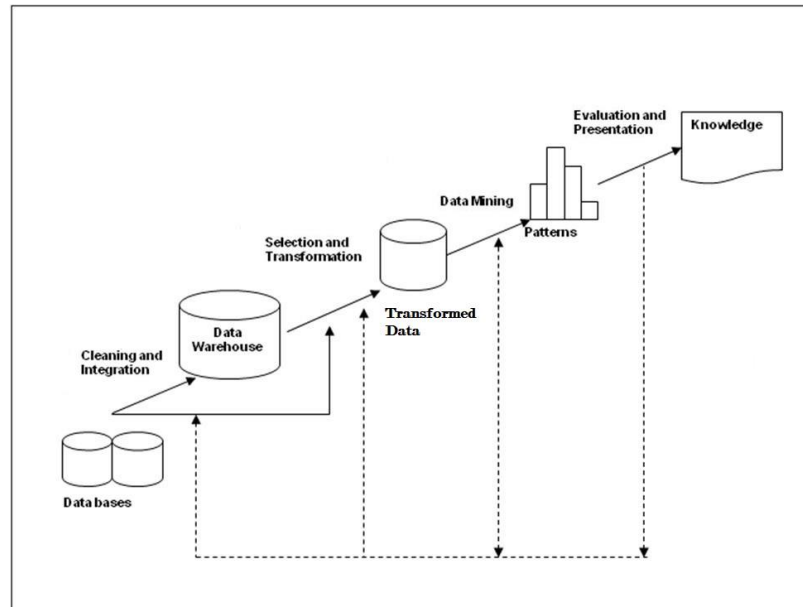 Evaluation and
Presentation
Knowledge
Data Mining
Patterns
Selection and
Transformation
Transformed
Data
Data
Warehouse
Cleaning and
Integration
Data bases